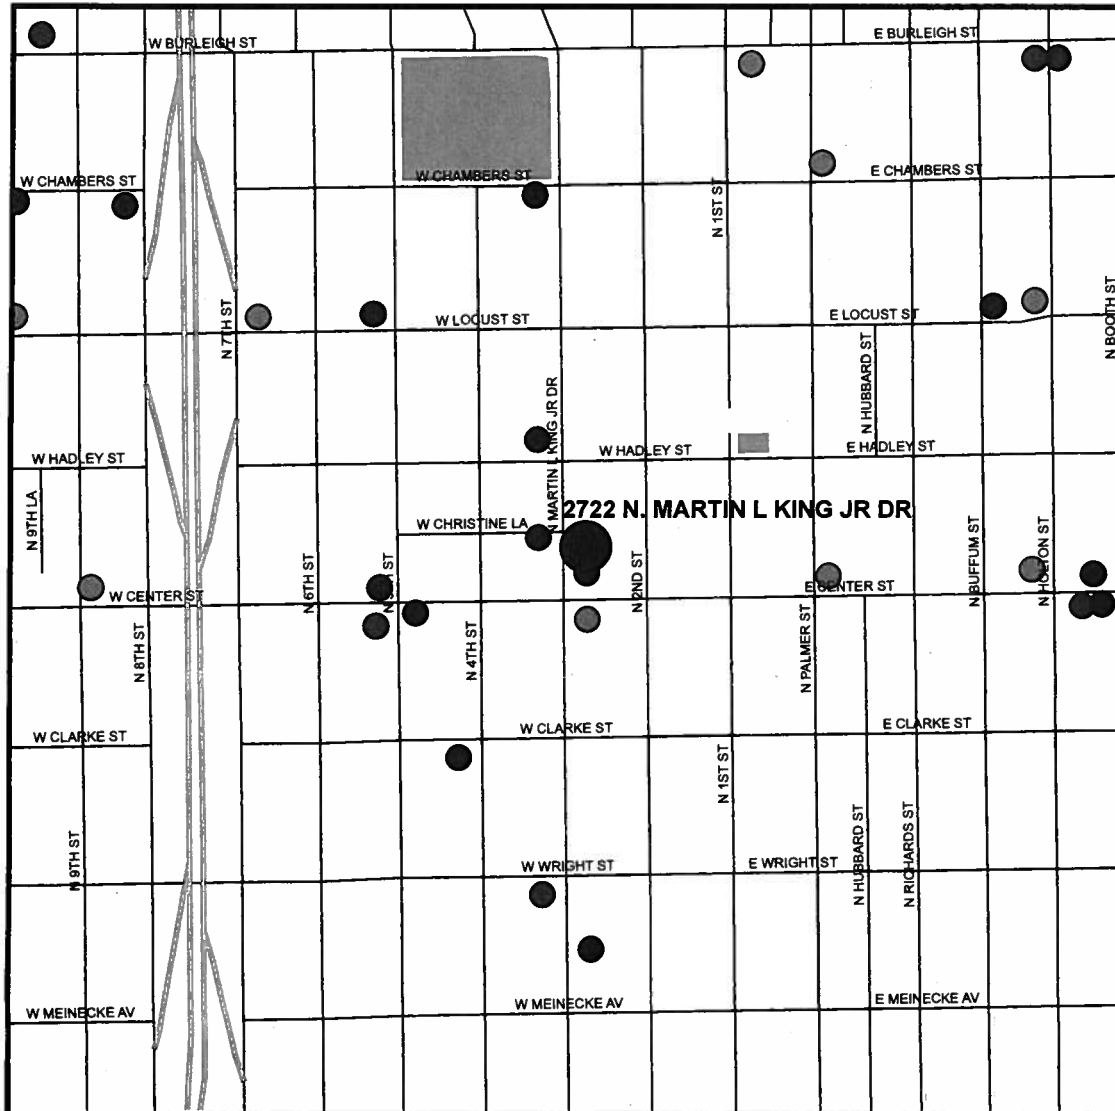 W BURLEIGH ST
E BURLEIGH ST
W CHAMBERS ST
W CHAMBERS ST
E CHAMBERS ST
N 1ST ST
N 7TH ST
W LOCUST ST
E LOCUST ST
N BOOTH ST
N HUBBARD ST
N MARTIN L KING JR DR
W HADLEY ST
W HADLEY ST
E HADLEY ST
N 9TH LA
W CHRISTINE LA
2722 N. MARTIN L KING JR DR
N BUFFUM ST
N HOLTON ST
N 6TH ST
ST
N 2ND ST
W CENTER ST
E CENTER ST
N 8TH ST
N 4TH ST
N PALMER ST
W CLARKE ST
W CLARKE ST
E CLARKE ST
N 1ST ST
N 9TH ST
W WRIGHT ST
E WRIGHT ST
N HUBBARD ST
N RICHARDS ST
W MEINECKE AV
W MEINECKE AV
E MEINECKE AV